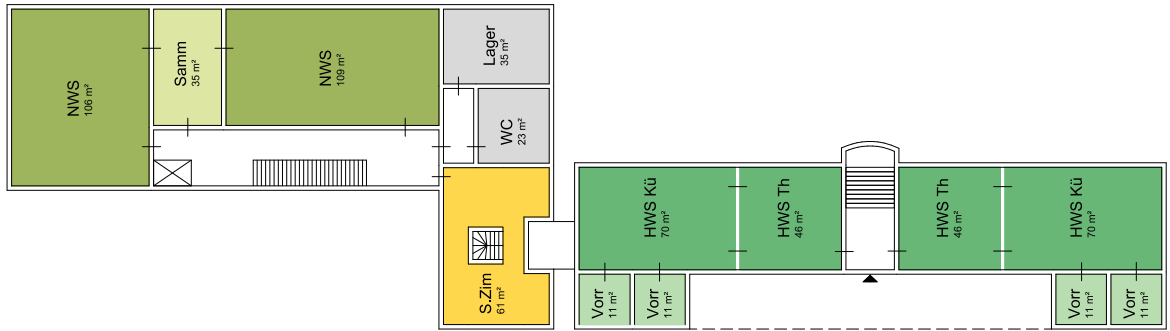 NWS
106 m²
Samm
35 m²
NWS
109 m²
Lager
35 m²
WC
23 m²
S.Zim
61 m²
HWS Kü
70 m²
HWS Th
46 m²
HWS Th
46 m²
HWS Kü
70 m²
Vorr
11 m²
Vorr
11 m²
Vorr
11 m²
Vorr
11 m²